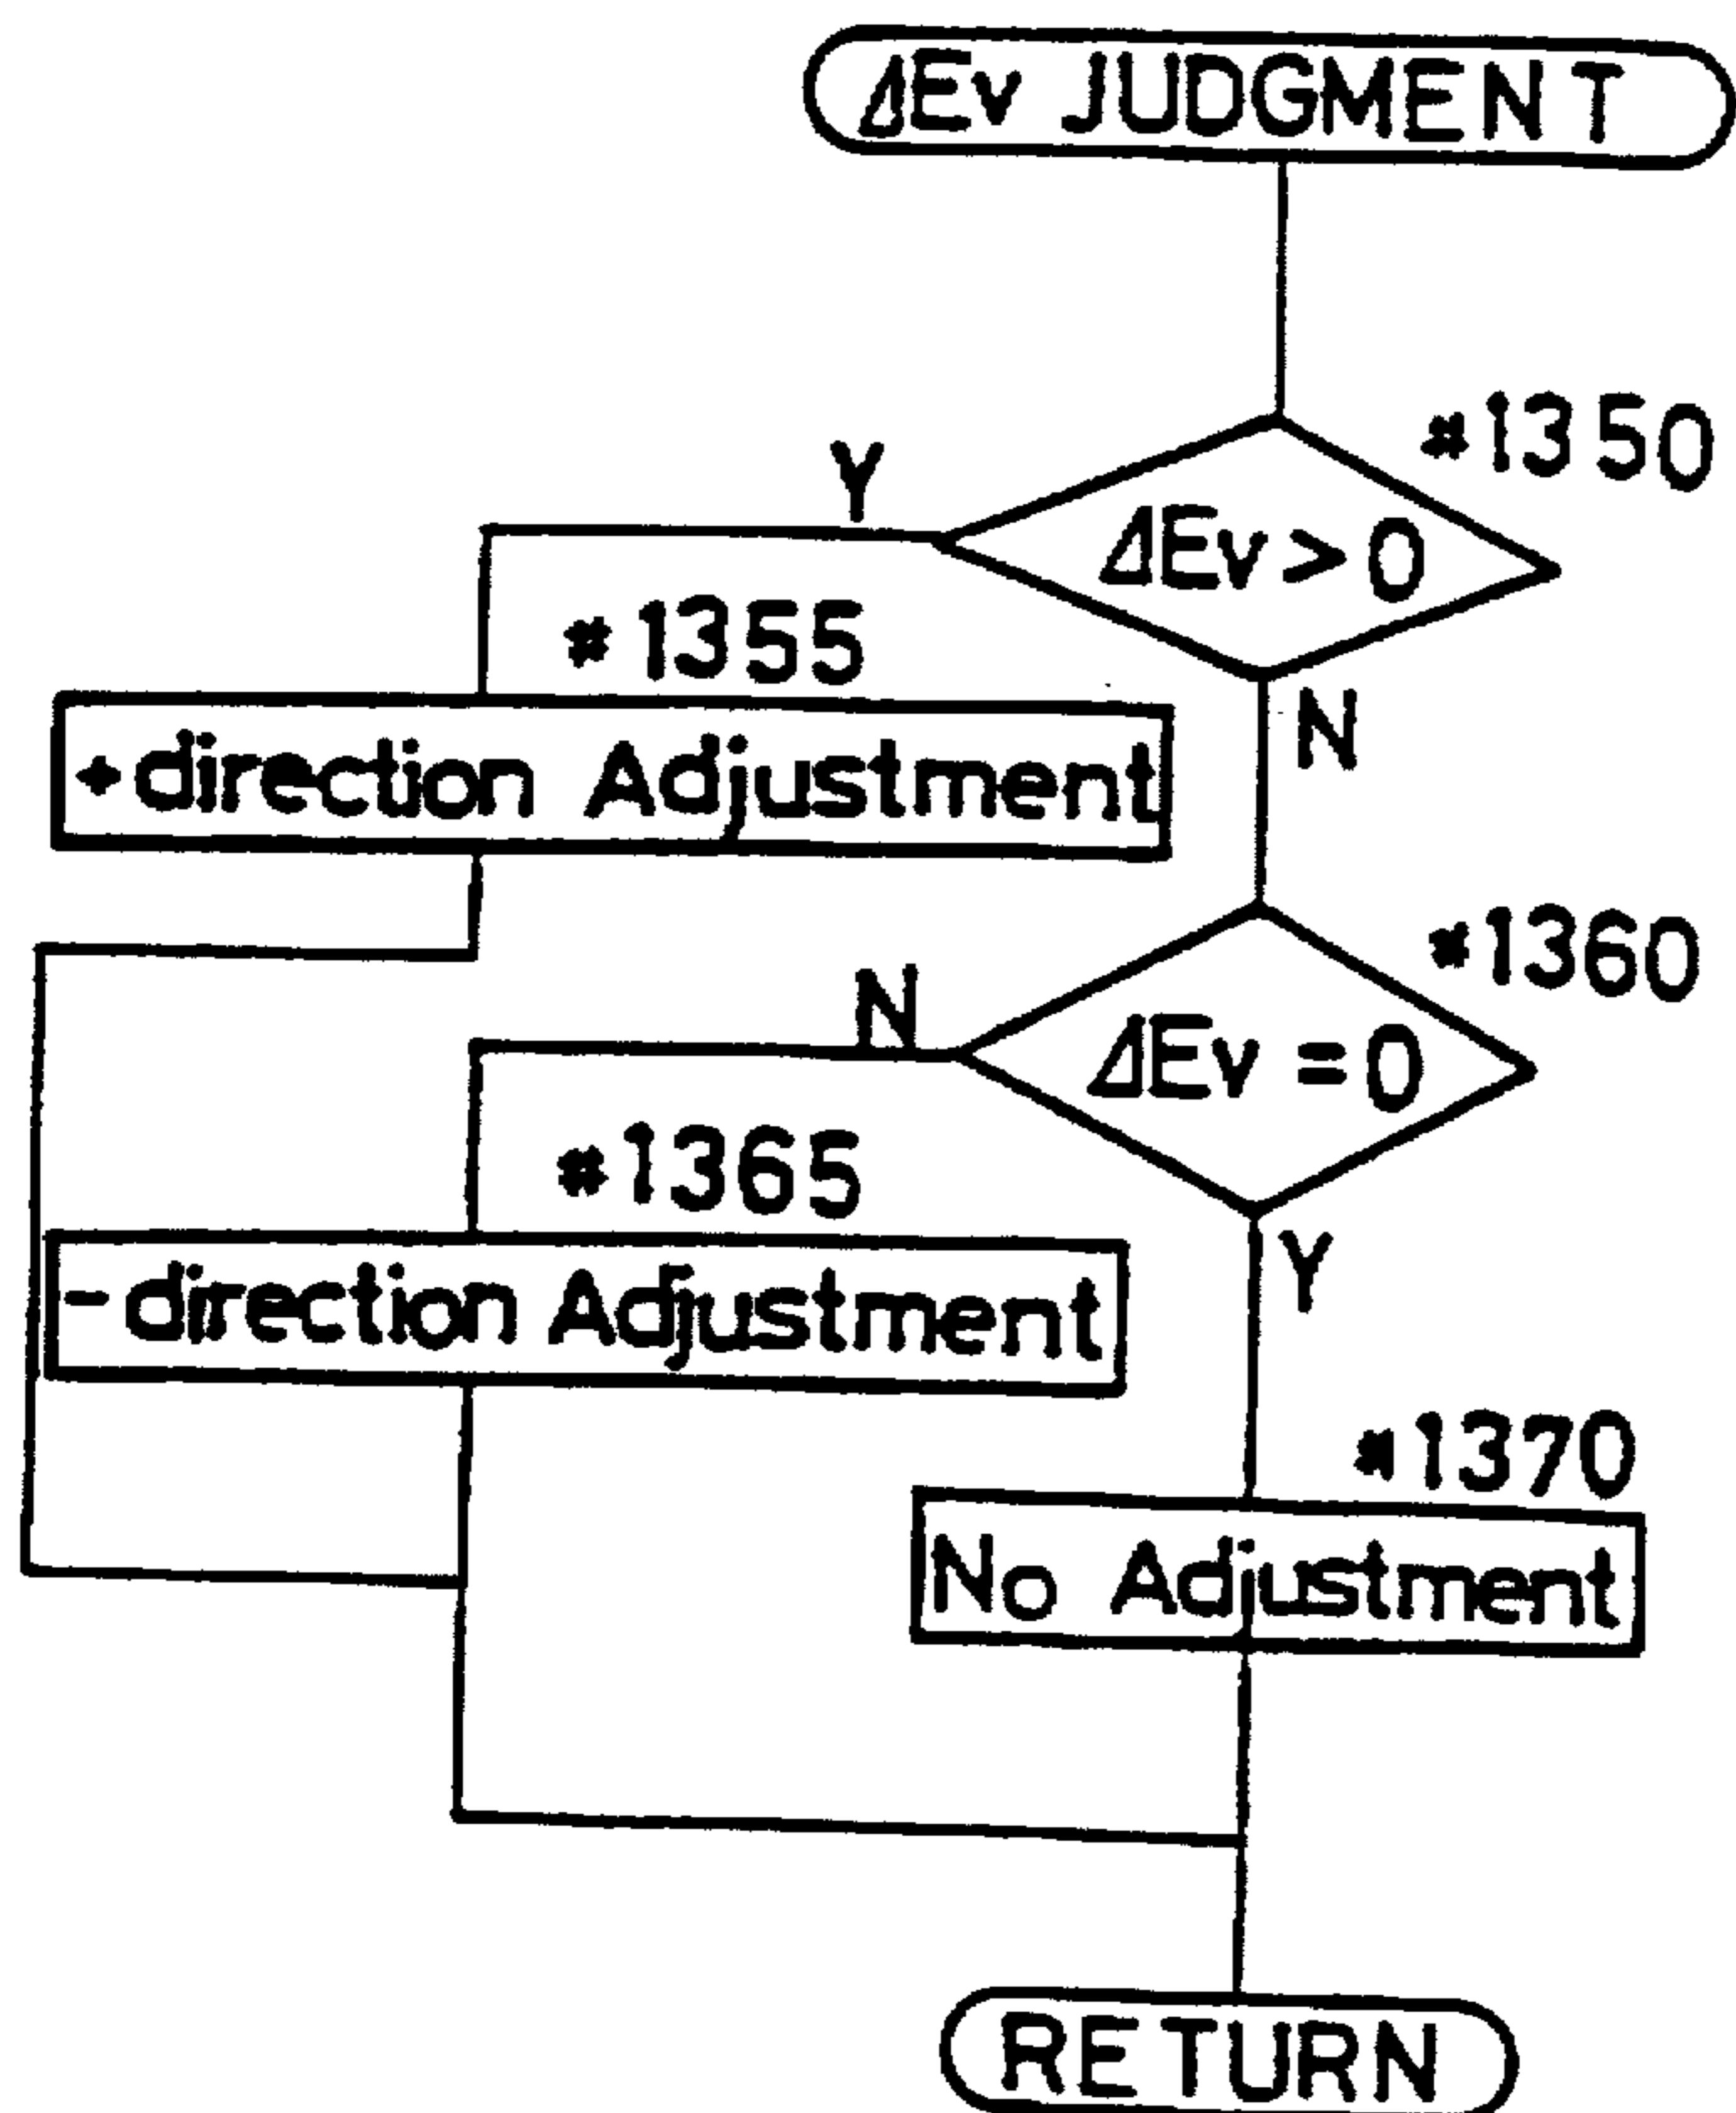 ΔEv JUDGMENT
*1350
Y
ΔEv>0
*1355
N
+direction Adjustment
*1360
N
ΔEv=0
*1365
Y
-direction Adjustment
*1370
No Adjustment
RETURN